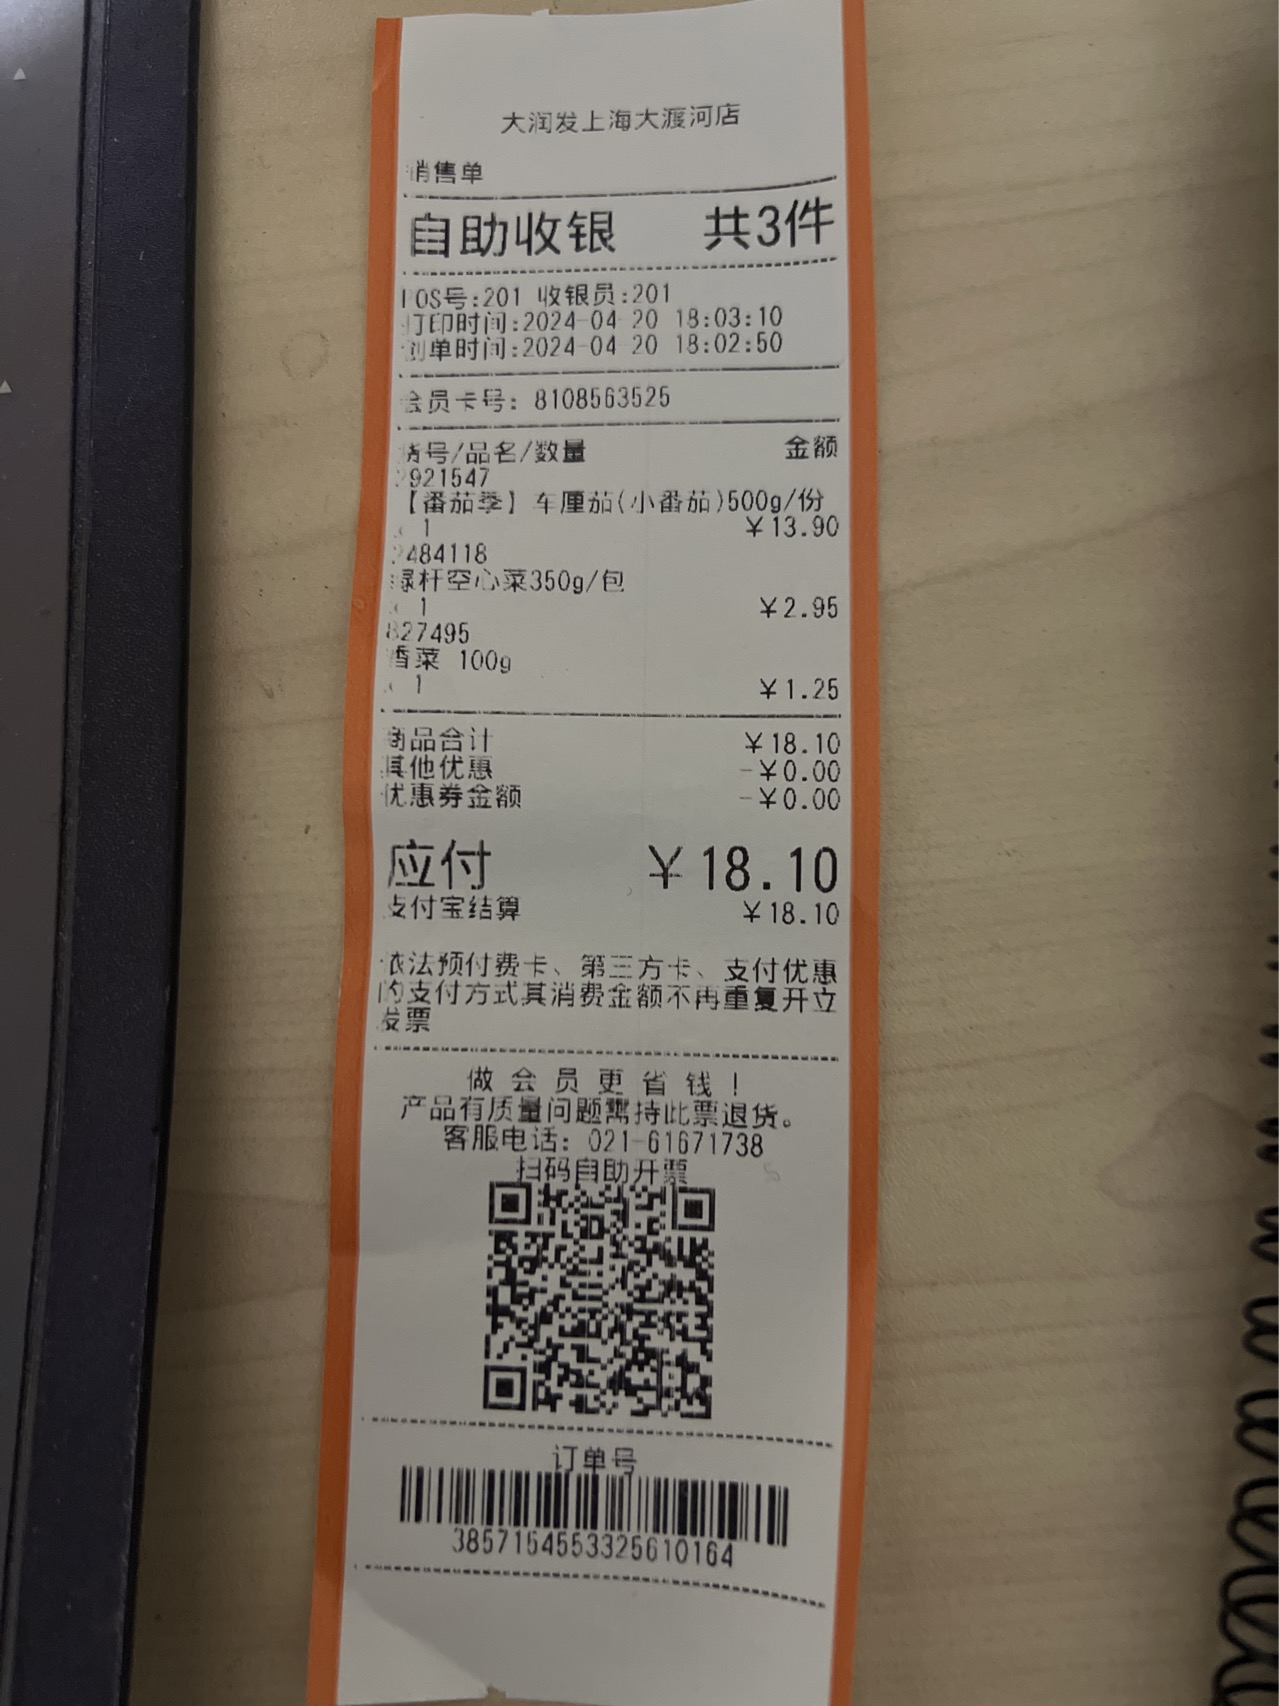 大润发上海大渡河店
销售单
自助收银 共3件
POS号:201 收银员:201
打印时间:2024-04-20 18:03:10
创单时间:2024-04-20 18:02:50
会员卡号: 8108563525
货号/品名/数量 金额
2921547
【番茄季】车厘茄(小番茄)500g/份
x 1 ￥13.90
2484118
绿杆空心菜350g/包
x 1 ￥2.95
827495
香菜 100g
x 1 ￥1.25
商品合计 ￥18.10
其他优惠 -￥0.00
优惠券金额 -￥0.00
应付 ￥18.10
支付宝结算 ￥18.10
依法预付费卡、第三方卡、支付优惠
的支付方式其消费金额不再重复开立
发票
做会员更省钱!
产品有质量问题需持此票退货。
客服电话: 021-61671738
扫码自助开票
订单号
3857154553325610164